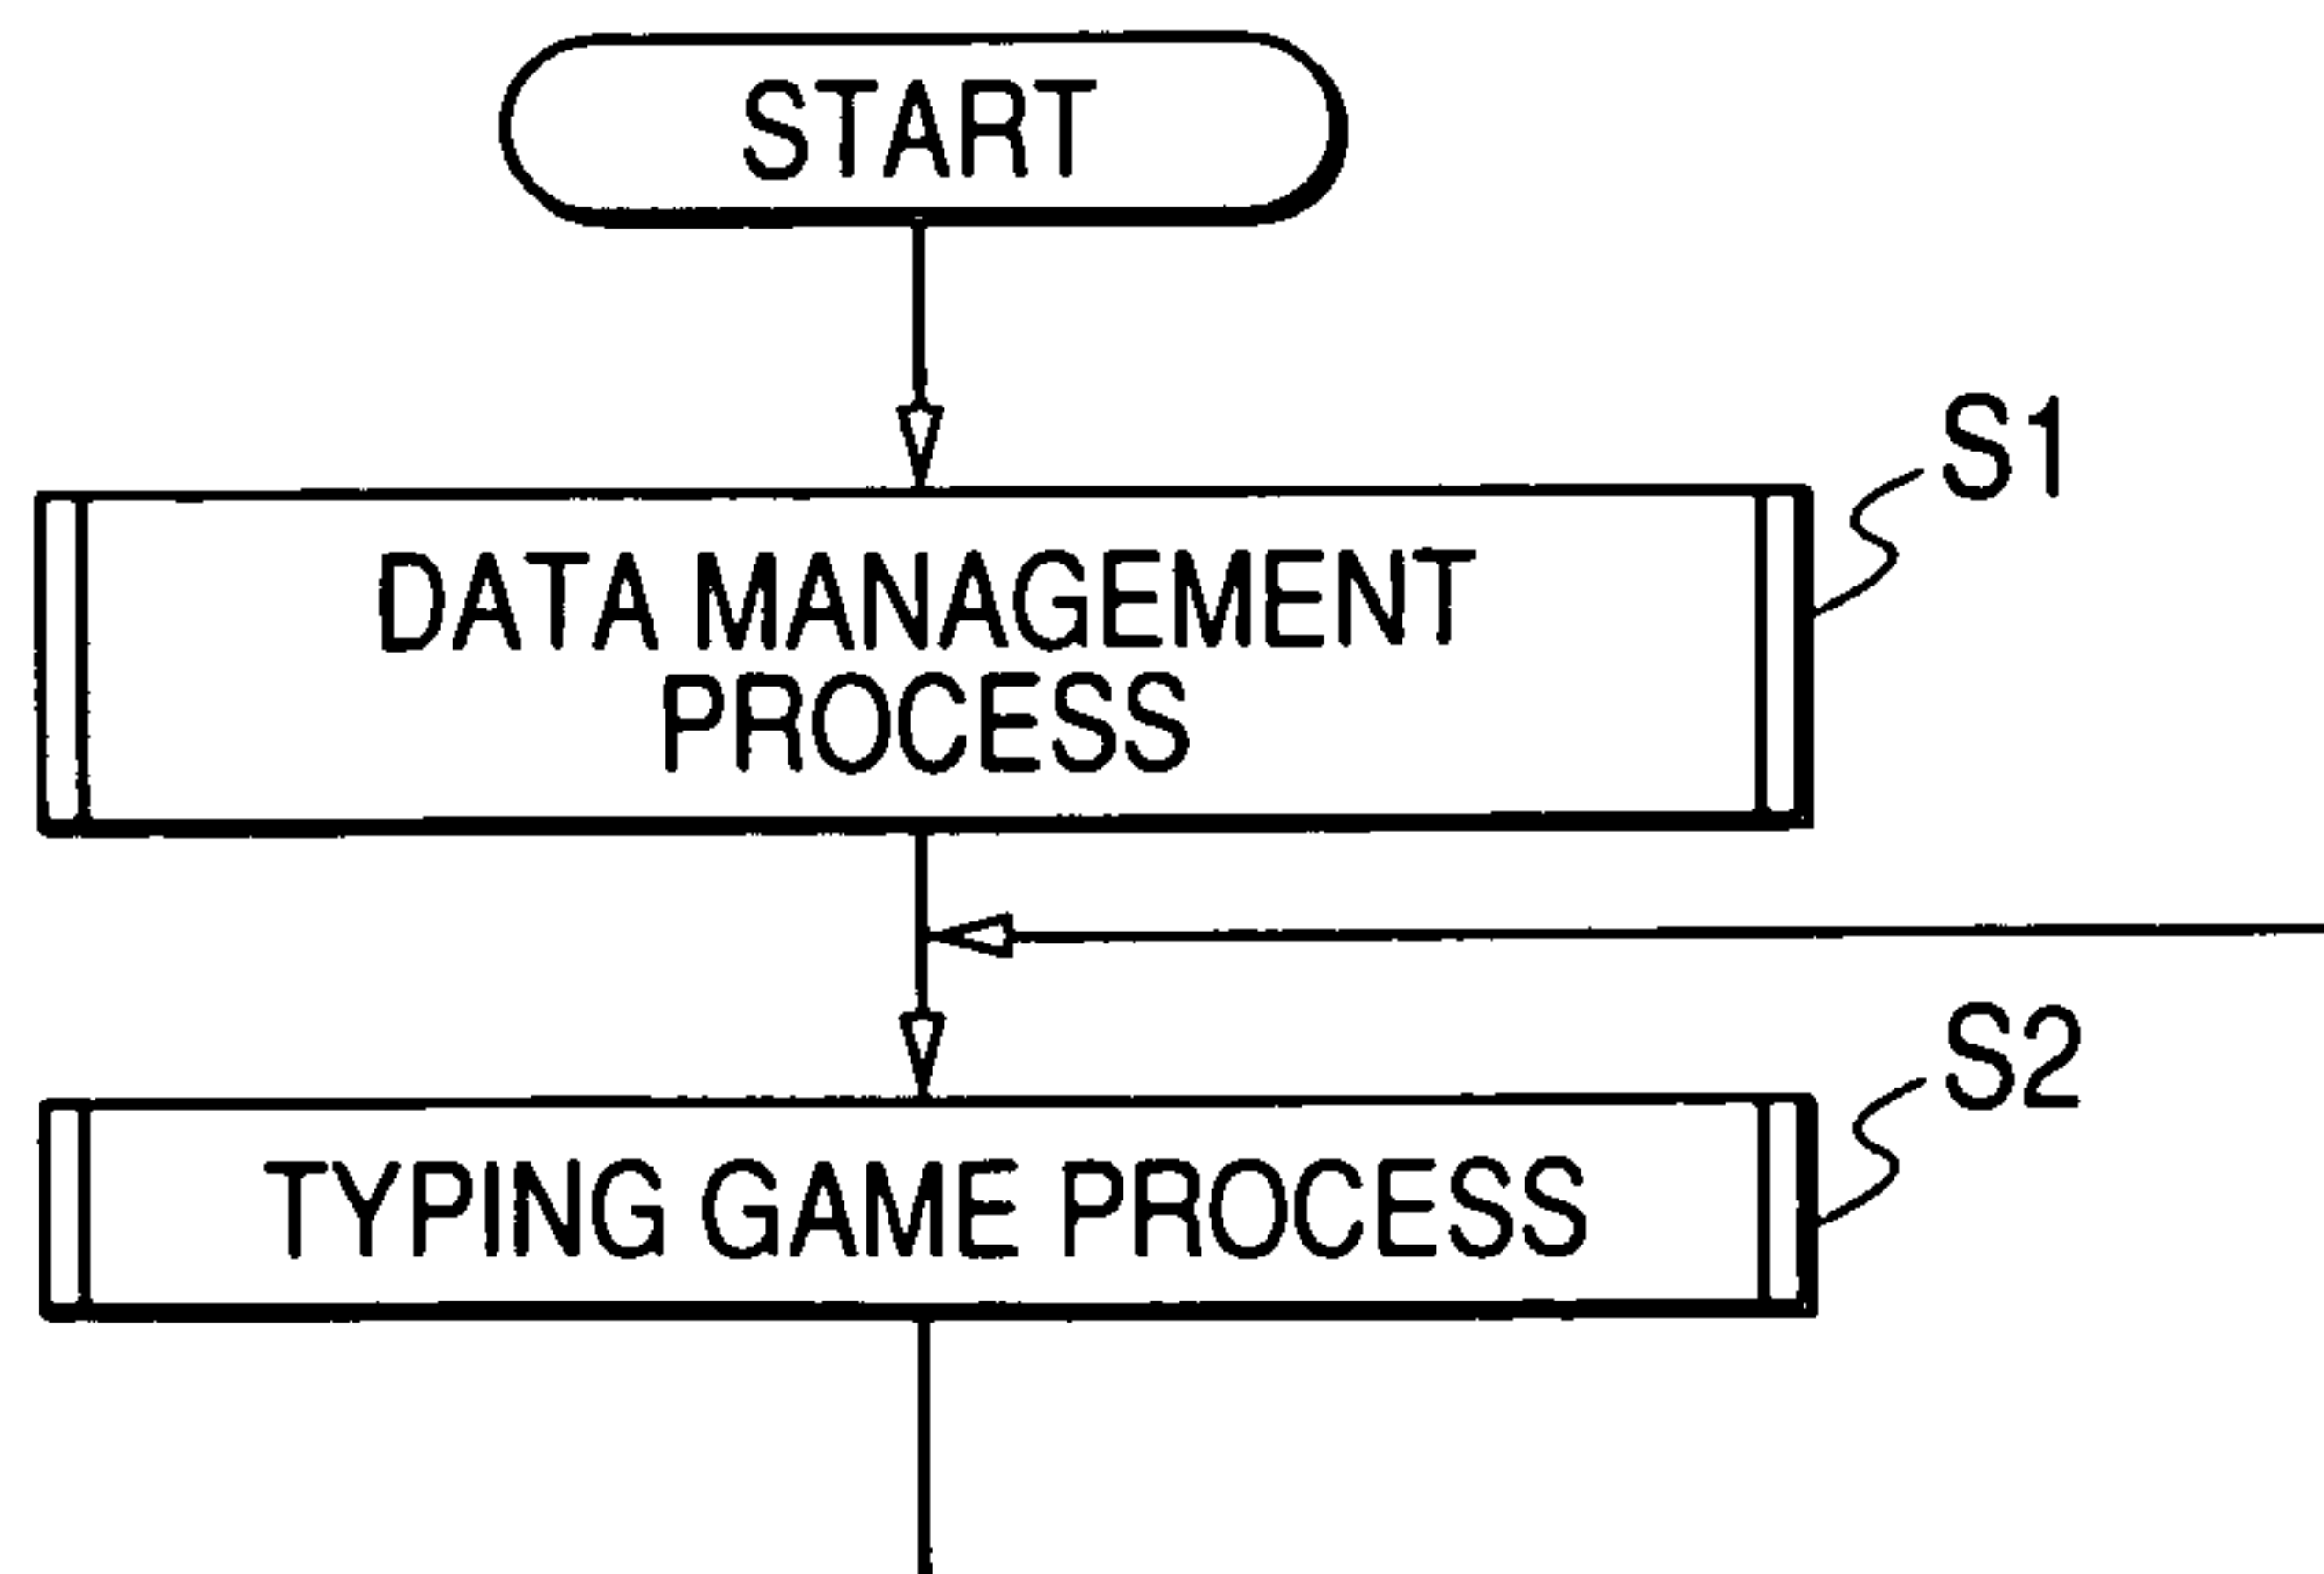 START
S1
DATA MANAGEMENT
PROCESS
S2
TYPING GAME PROCESS